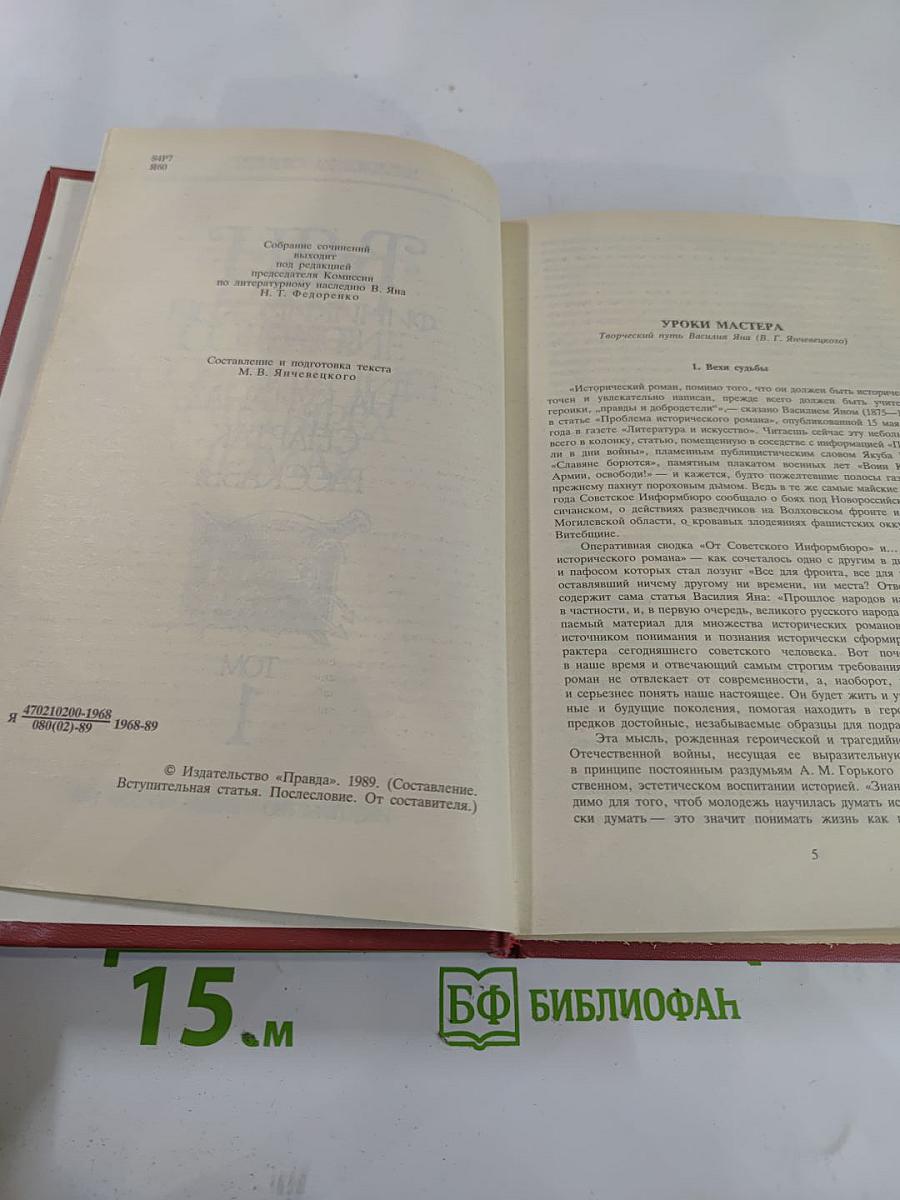 84Р7
Я60
Собрание сочинений
выходит
под редакцией
председателя Комиссии
по литературному наследию В. Яна
Н. Т. Федоренко
Составление и подготовка текста
М. В. Янчевецкого
Я 470210200-1968
080(02)-89 1968-89
© Издательство «Правда». 1989. (Составление.
Вступительная статья. Послесловие. От составителя.)
УРОКИ МАСТЕРА
Творческий путь Василия Яна (В. Г. Янчевецкого)
1. Вехи судьбы
«Исторический роман, помимо того, что он должен быть историче
точен и увлекательно написан, прежде всего должен быть учите
героики, „правды и добродетели“»,— сказано Василием Яном (1875—1
в статье «Проблема исторического романа», опубликованной 15 мая
года в газете «Литература и искусство». Читаешь сейчас эту неболь
всего в колонку, статью, помещенную в соседстве с информацией «П
ли в дни войны», пламенным публицистическим словом Якуба
«Славяне борются», памятным плакатом военных лет «Воин К
Армии, освободи!» — и кажется, будто пожелтевшие полосы газ
прежнему пахнут пороховым дымом. Ведь в те же самые майские
года Советское Информбюро сообщало о боях под Новороссийс
сичанском, о действиях разведчиков на Волховском фронте и
Могилевской области, о кровавых злодеяниях фашистских окку
Витебщине.
Оперативная сводка «От Советского Информбюро» и...
исторического романа» — как сочеталось одно с другим в д
и пафосом которых стал лозунг «Все для фронта, все для
оставлявший ничему другому ни времени, ни места? Отве
содержит сама статья Василия Яна: «Прошлое народов на
в частности, и, в первую очередь, великого русского народа
паемый материал для множества исторических романов
источником понимания и познания исторически сформир
рактера сегодняшнего советского человека. Вот поч
в наше время и отвечающий самым строгим требования
роман не отвлекает от современности, а, наоборот,
и серьезнее понять наше настоящее. Он будет жить и у
ные и будущие поколения, помогая находить в геро
предков достойные, незабываемые образцы для подра
Эта мысль, рожденная героической и трагедийно
Отечественной войны, несущая ее выразительную
в принципе постоянным раздумьям А. М. Горького
ственном, эстетическом воспитании историей. «Знан
димо для того, чтоб молодежь научилась думать ис
ски думать — это значит понимать жизнь как п
5
15 см
БФ БИБЛИОФАН